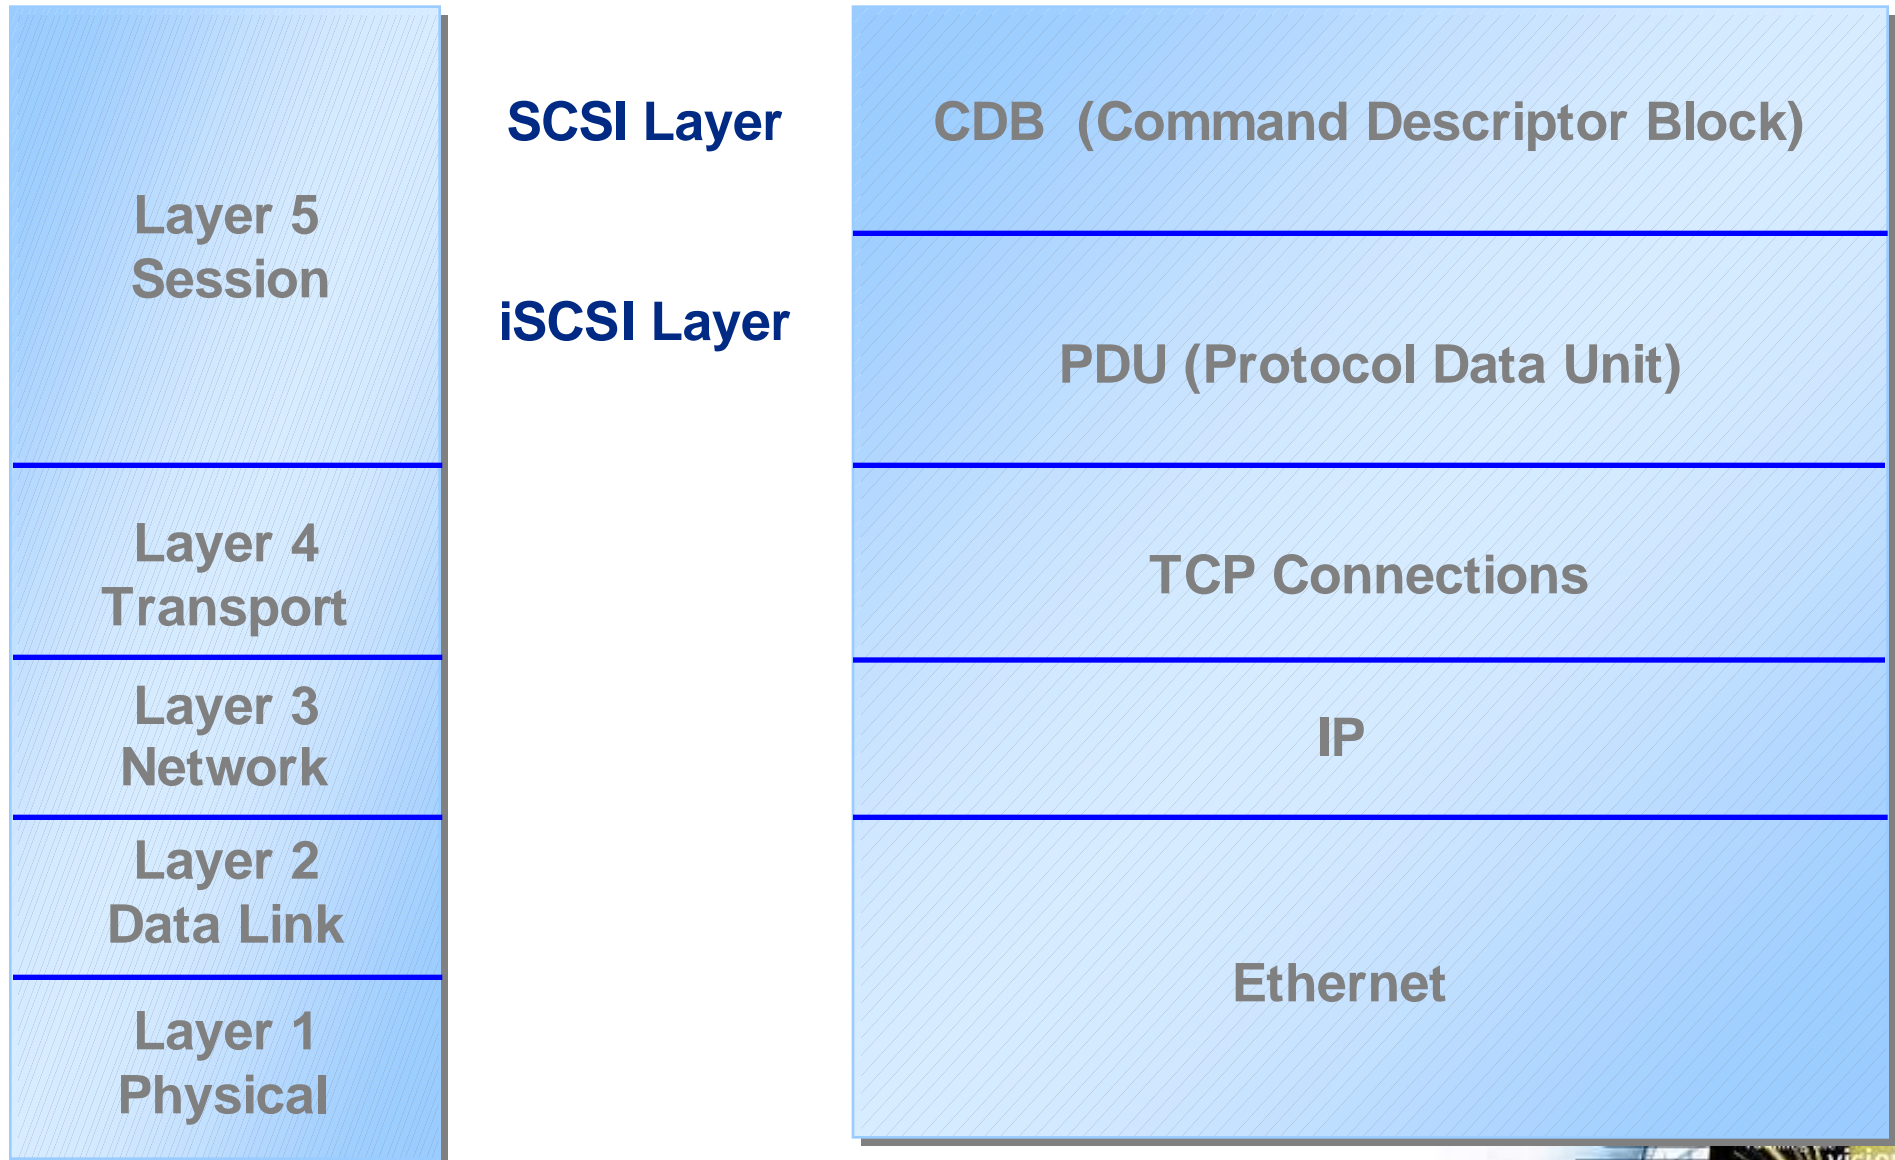 Layer 5
Session
Layer 4
Transport
Layer 3
Network
Layer 2
Data Link
Layer 1
Physical
SCSI Layer
iSCSI Layer
CDB (Command Descriptor Block)
PDU (Protocol Data Unit)
TCP Connections
IP
Ethernet